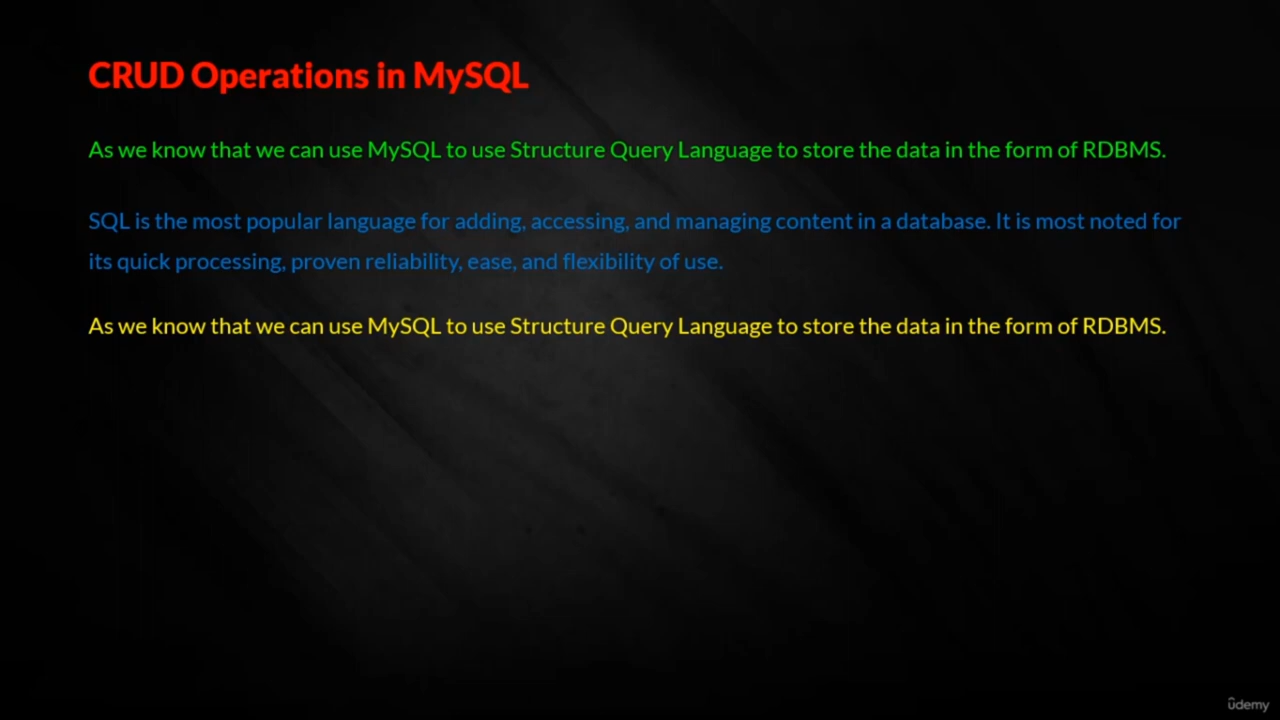 CRUD Operations in MySQL
As we know that we can use MySQL to use Structure Query Language to store the data in the form of RDBMS.
SQL is the most popular language for adding, accessing, and managing content in a database. It is most noted for
its quick processing, proven reliability, ease, and flexibility of use.
As we know that we can use MySQL to use Structure Query Language to store the data in the form of RDBMS.
ûdemy